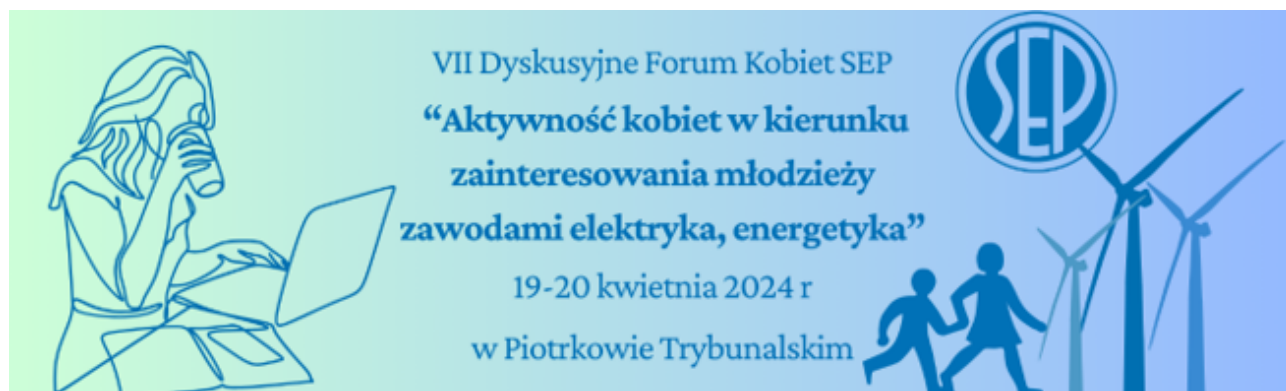 VII Dyskusyjne Forum Kobiet SEP
“Aktywność kobiet w kierunku
zainteresowania młodzieży
zawodami elektryka, energetyka”
19-20 kwietnia 2024 r
w Piotrkowie Trybunalskim
SEP